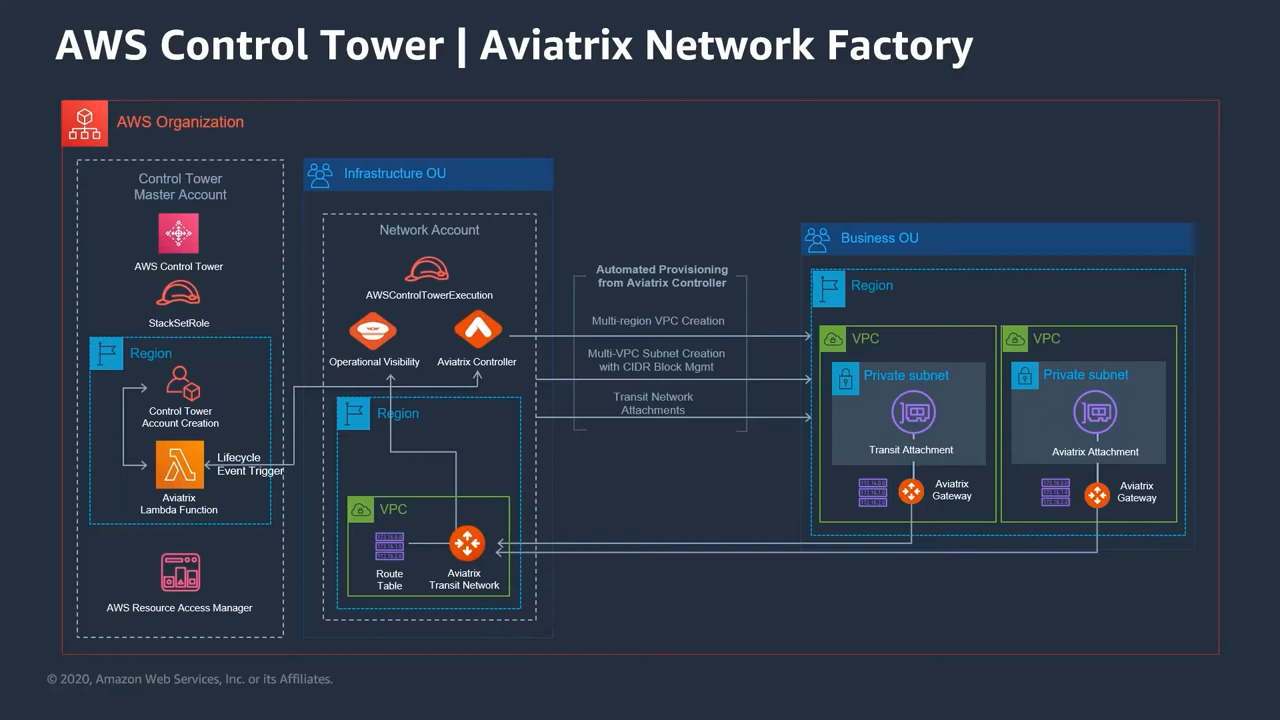 AWS Control Tower | Aviatrix Network Factory
AWS Organization
Control Tower
Master Account
AWS Control Tower
StackSetRole
Region
Control Tower
Account Creation
Lifecycle
Event Trigger
Aviatrix
Lambda Function
AWS Resource Access Manager
Infrastructure OU
Network Account
AWSControlTowerExecution
Operational Visibility
Aviatrix Controller
Region
VPC
Route
Table
Aviatrix
Transit Network
Automated Provisioning
from Aviatrix Controller
Multi-region VPC Creation
Multi-VPC Subnet Creation
with CIDR Block Mgmt
Transit Network
Attachments
Business OU
Region
VPC
Private subnet
Transit Attachment
Aviatrix
Gateway
VPC
Private subnet
Aviatrix Attachment
Aviatrix
Gateway
© 2020, Amazon Web Services, Inc. or its Affiliates.